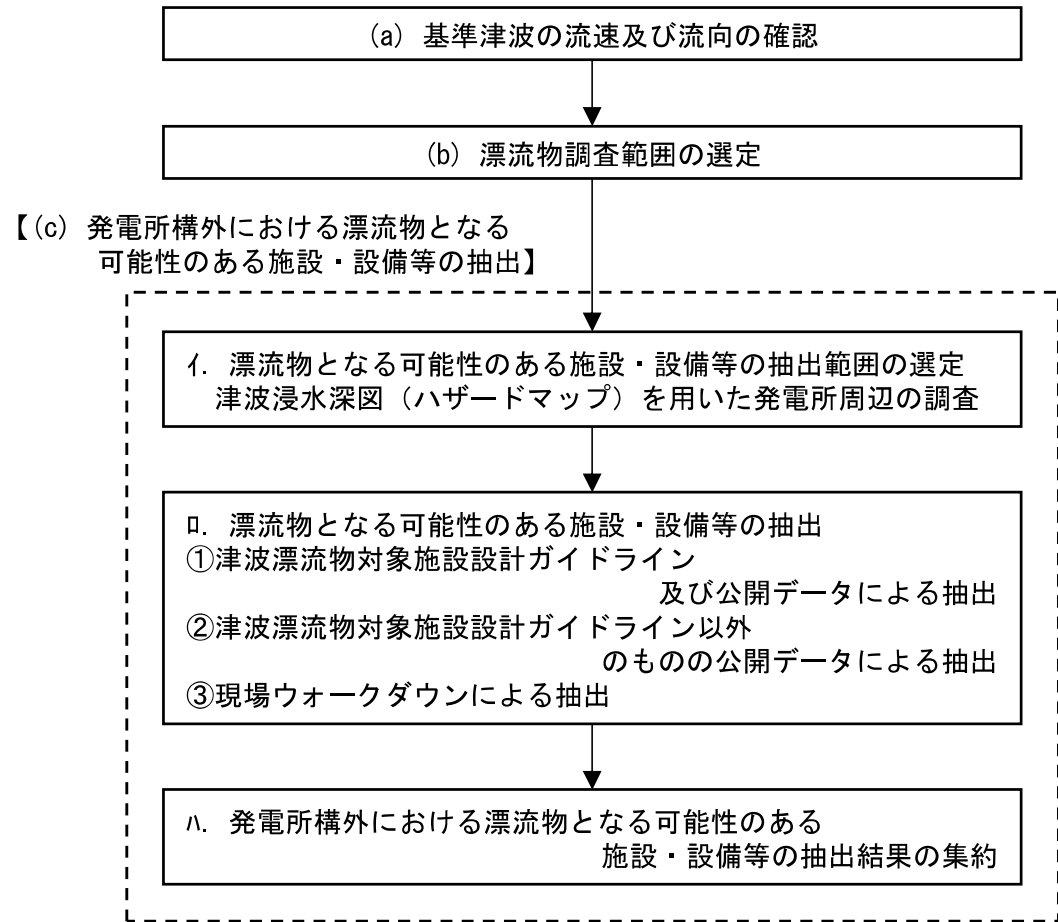 (a) 基準津波の流速及び流向の確認
(b) 漂流物調査範囲の選定
【(c) 発電所構外における漂流物となる
可能性のある施設・設備等の抽出】
ｲ. 漂流物となる可能性のある施設・設備等の抽出範囲の選定
津波浸水深図（ハザードマップ）を用いた発電所周辺の調査
ﾛ. 漂流物となる可能性のある施設・設備等の抽出
①津波漂流物対象施設設計ガイドライン
及び公開データによる抽出
②津波漂流物対象施設設計ガイドライン以外
のものの公開データによる抽出
③現場ウォークダウンによる抽出
ﾊ. 発電所構外における漂流物となる可能性のある
施設・設備等の抽出結果の集約